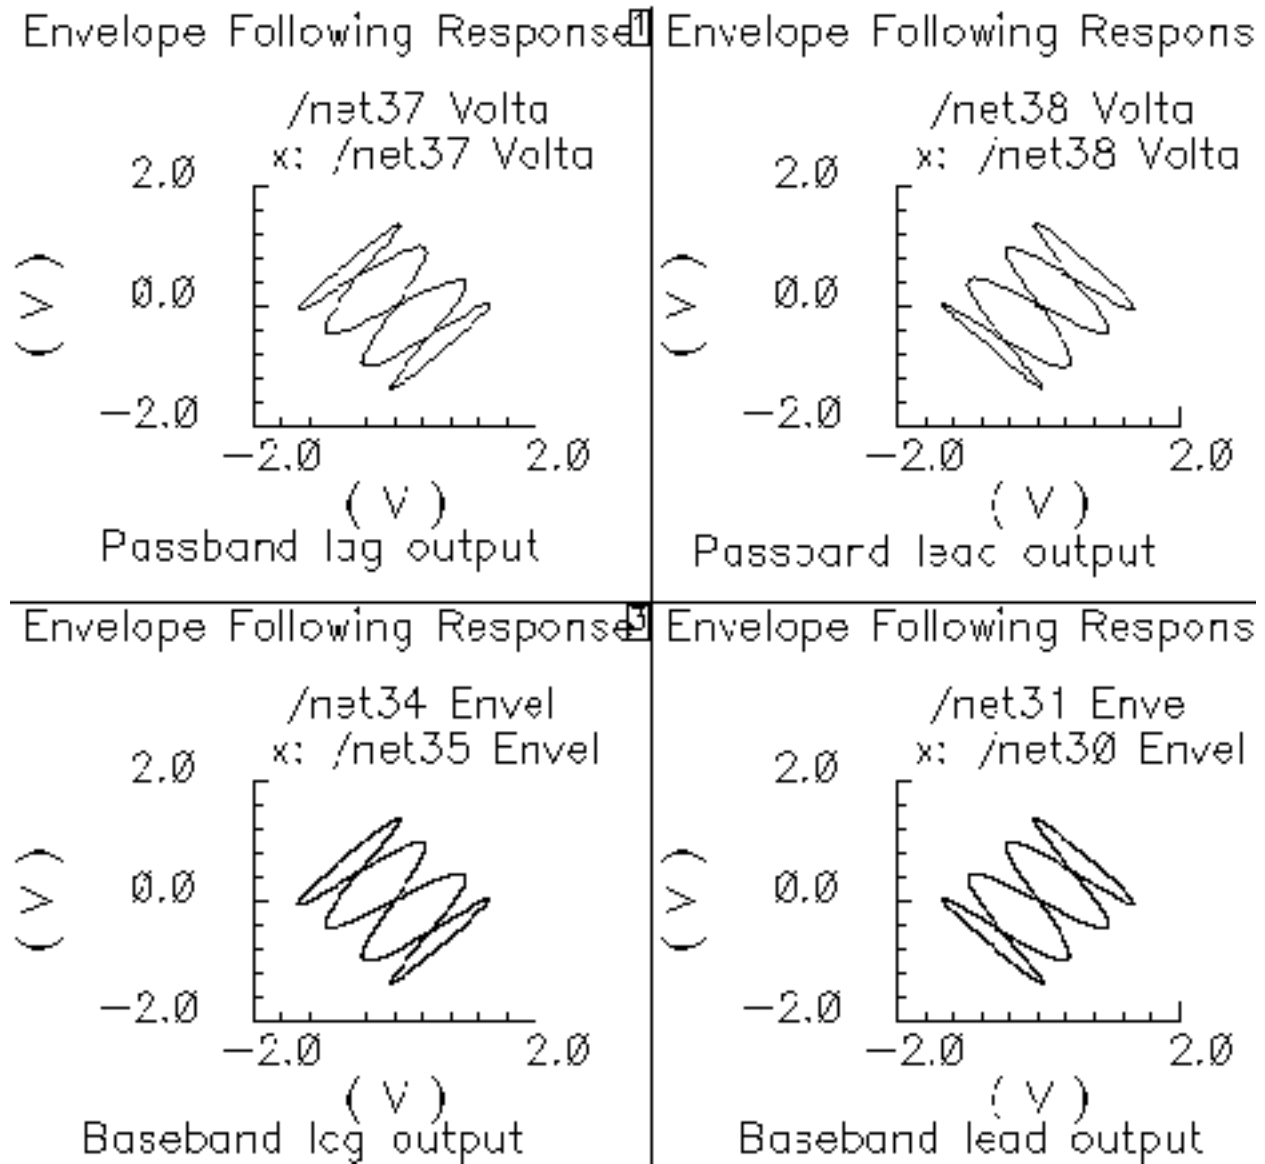 Envelope Following Response 1
/net37 Volta
x: /net37 Volta
2.0
0.0
-2.0
( V )
-2.0
2.0
( V )
Passband lag output
Envelope Following Respons
/net38 Volta
x: /net38 Volta
2.0
0.0
-2.0
( V )
-2.0
2.0
( V )
Passband lead output
Envelope Following Response 3
/net34 Envel
x: /net35 Envel
2.0
0.0
-2.0
( V )
-2.0
2.0
( V )
Baseband lag output
Envelope Following Respons
/net31 Enve
x: /net30 Envel
2.0
0.0
-2.0
( V )
-2.0
2.0
( V )
Baseband lead output